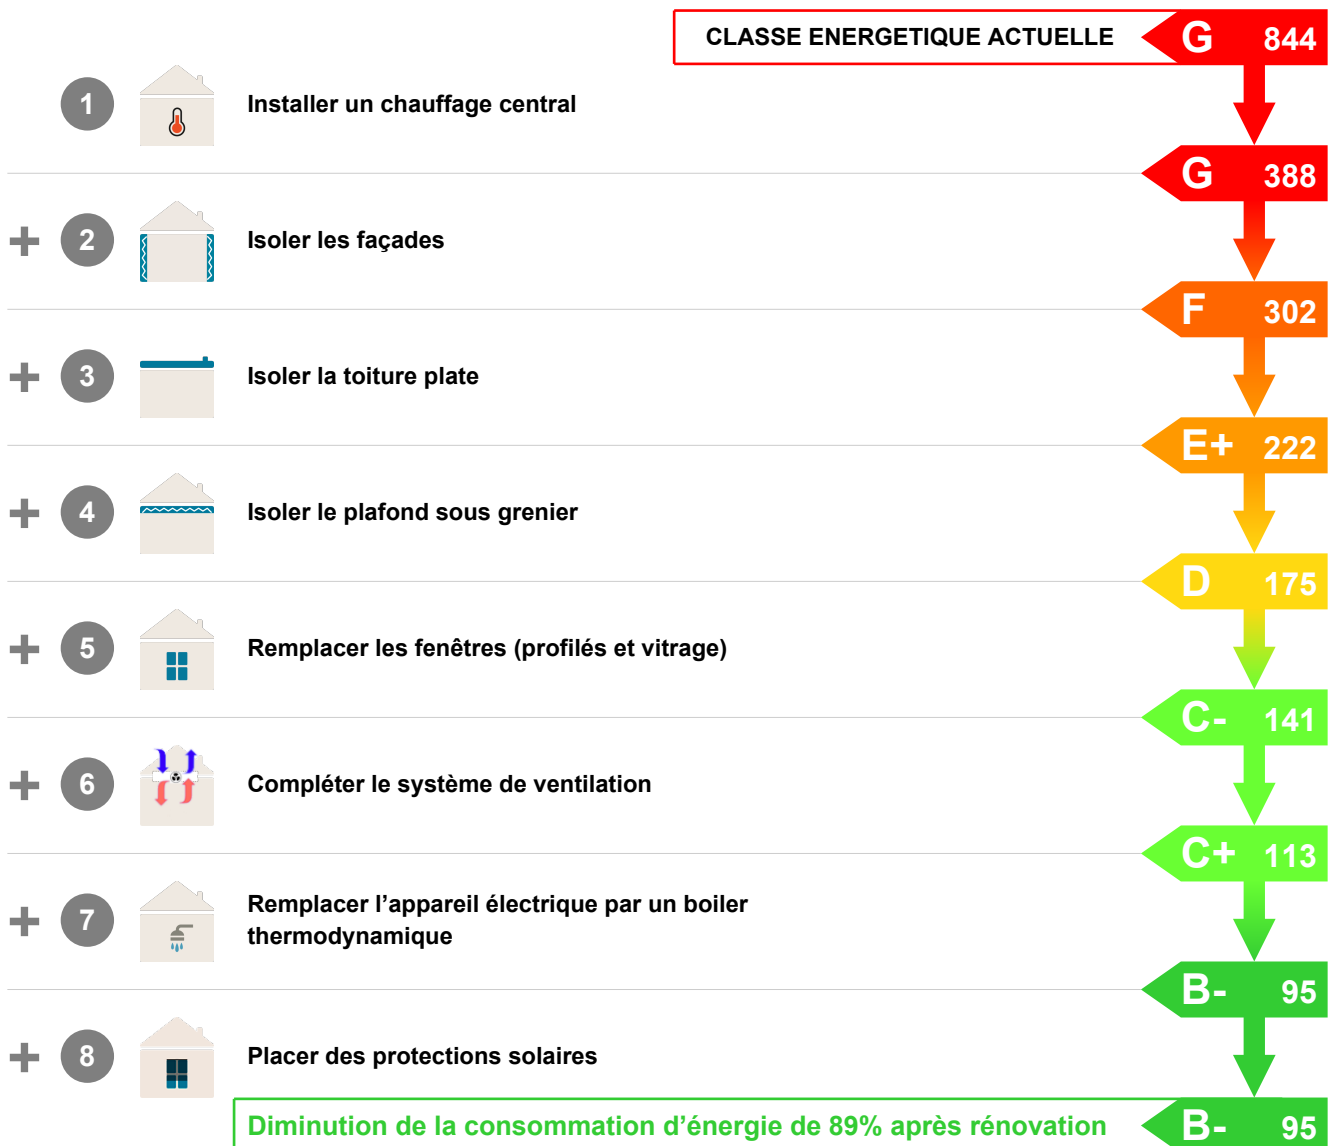 CLASSE ENERGETIQUE ACTUELLE G 844
1 Installer un chauffage central
G 388
+ 2 Isoler les façades
F 302
+ 3 Isoler la toiture plate
E+ 222
+ 4 Isoler le plafond sous grenier
D 175
+ 5 Remplacer les fenêtres (profilés et vitrage)
C- 141
+ 6 Compléter le système de ventilation
C+ 113
+ 7 Remplacer l’appareil électrique par un boiler
thermodynamique
B- 95
+ 8 Placer des protections solaires
Diminution de la consommation d’énergie de 89% après rénovation B- 95